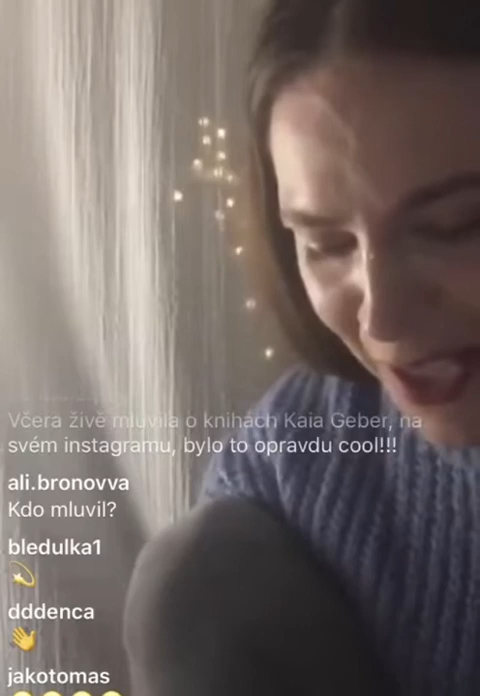 Včera živě mluvila o knihách Kaia Geber, na
svém instagramu, bylo to opravdu cool!!!
ali.bronovva
Kdo mluvil?
bledulka1
💫
dddenca
👋
jakotomas